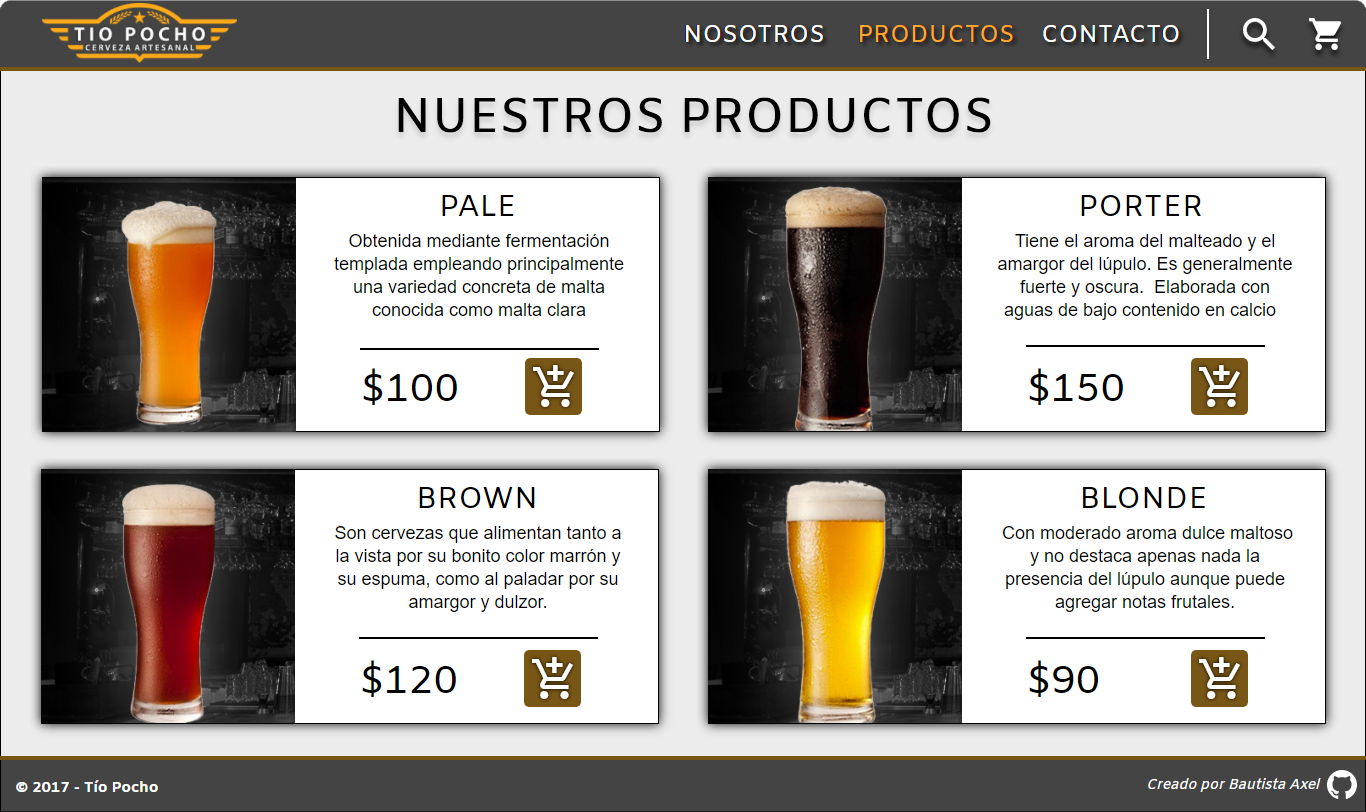 TIO POCHO
CERVEZA ARTESANAL
NOSOTROS PRODUCTOS CONTACTO
NUESTROS PRODUCTOS
PALE
Obtenida mediante fermentación
templada empleando principalmente
una variedad concreta de malta
conocida como malta clara
$100
PORTER
Tiene el aroma del malteado y el
amargor del lúpulo. Es generalmente
fuerte y oscura.  Elaborada con
aguas de bajo contenido en calcio
$150
BROWN
Son cervezas que alimentan tanto a
la vista por su bonito color marrón y
su espuma, como al paladar por su
amargor y dulzor.
$120
BLONDE
Con moderado aroma dulce maltoso
y no destaca apenas nada la
presencia del lúpulo aunque puede
agregar notas frutales.
$90
© 2017 - Tío Pocho
Creado por Bautista Axel